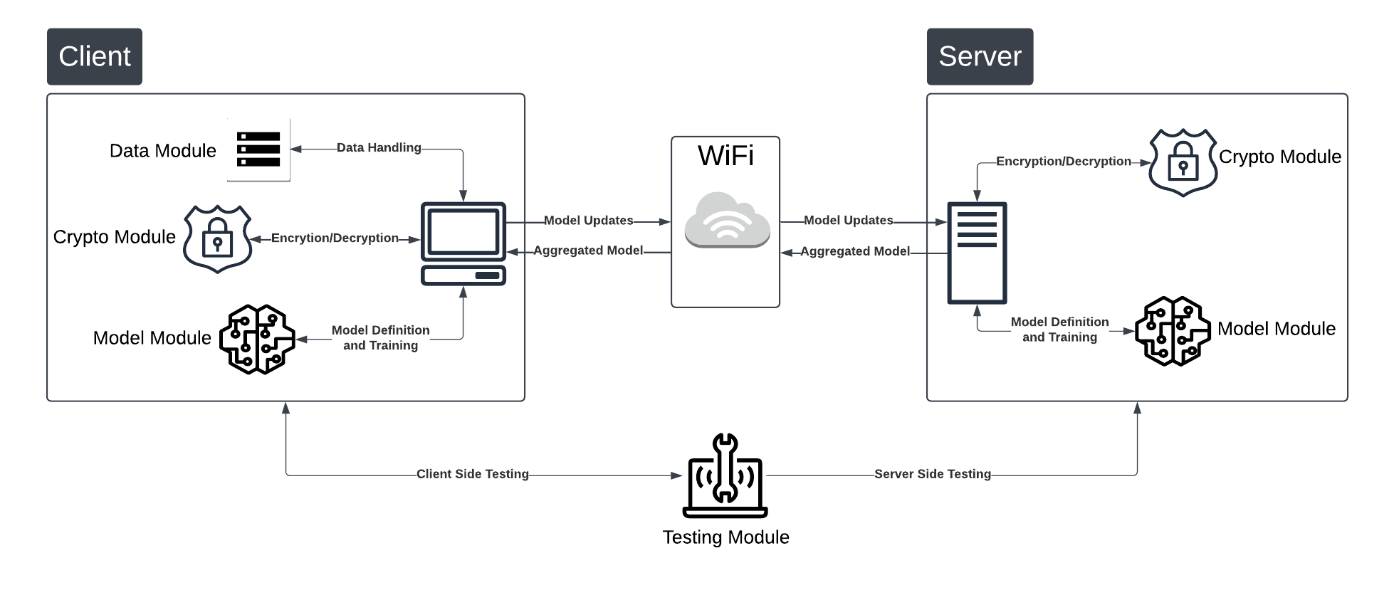 Client
Server
Data Module
Data Handling
Crypto Module
Encrytion/Decryption
Model Module
Model Definition
and Training
Model Updates
Aggregated Model
WiFi
Model Updates
Aggregated Model
Encryption/Decryption
Crypto Module
Model Definition
and Training
Model Module
Client Side Testing
Server Side Testing
Testing Module